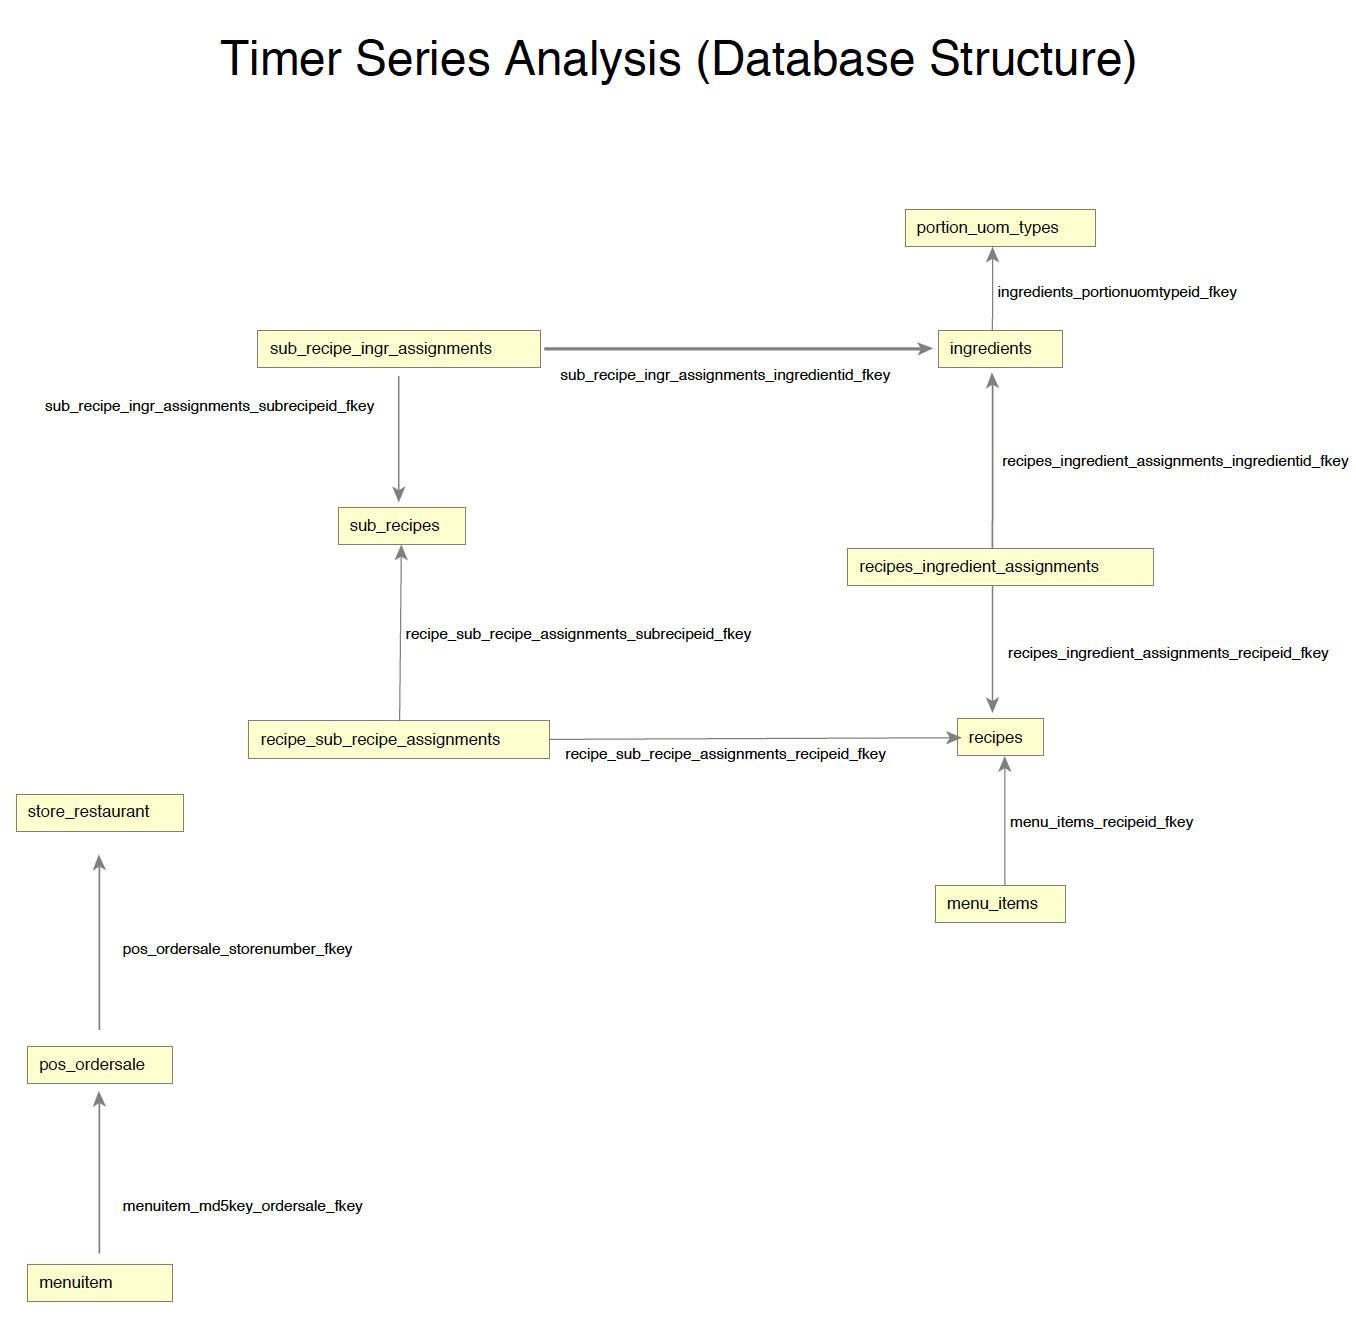 Timer Series Analysis (Database Structure)
portion_uom_types
ingredients_portionuomtypeid_fkey
sub_recipe_ingr_assignments
ingredients
sub_recipe_ingr_assignments_ingredientid_fkey
sub_recipe_ingr_assignments_subrecipeid_fkey
recipes_ingredient_assignments_ingredientid_fkey
sub_recipes
recipes_ingredient_assignments
recipe_sub_recipe_assignments_subrecipeid_fkey
recipes_ingredient_assignments_recipeid_fkey
recipe_sub_recipe_assignments
recipes
recipe_sub_recipe_assignments_recipeid_fkey
store_restaurant
menu_items_recipeid_fkey
menu_items
pos_ordersale_storenumber_fkey
pos_ordersale
menuitem_md5key_ordersale_fkey
menuitem